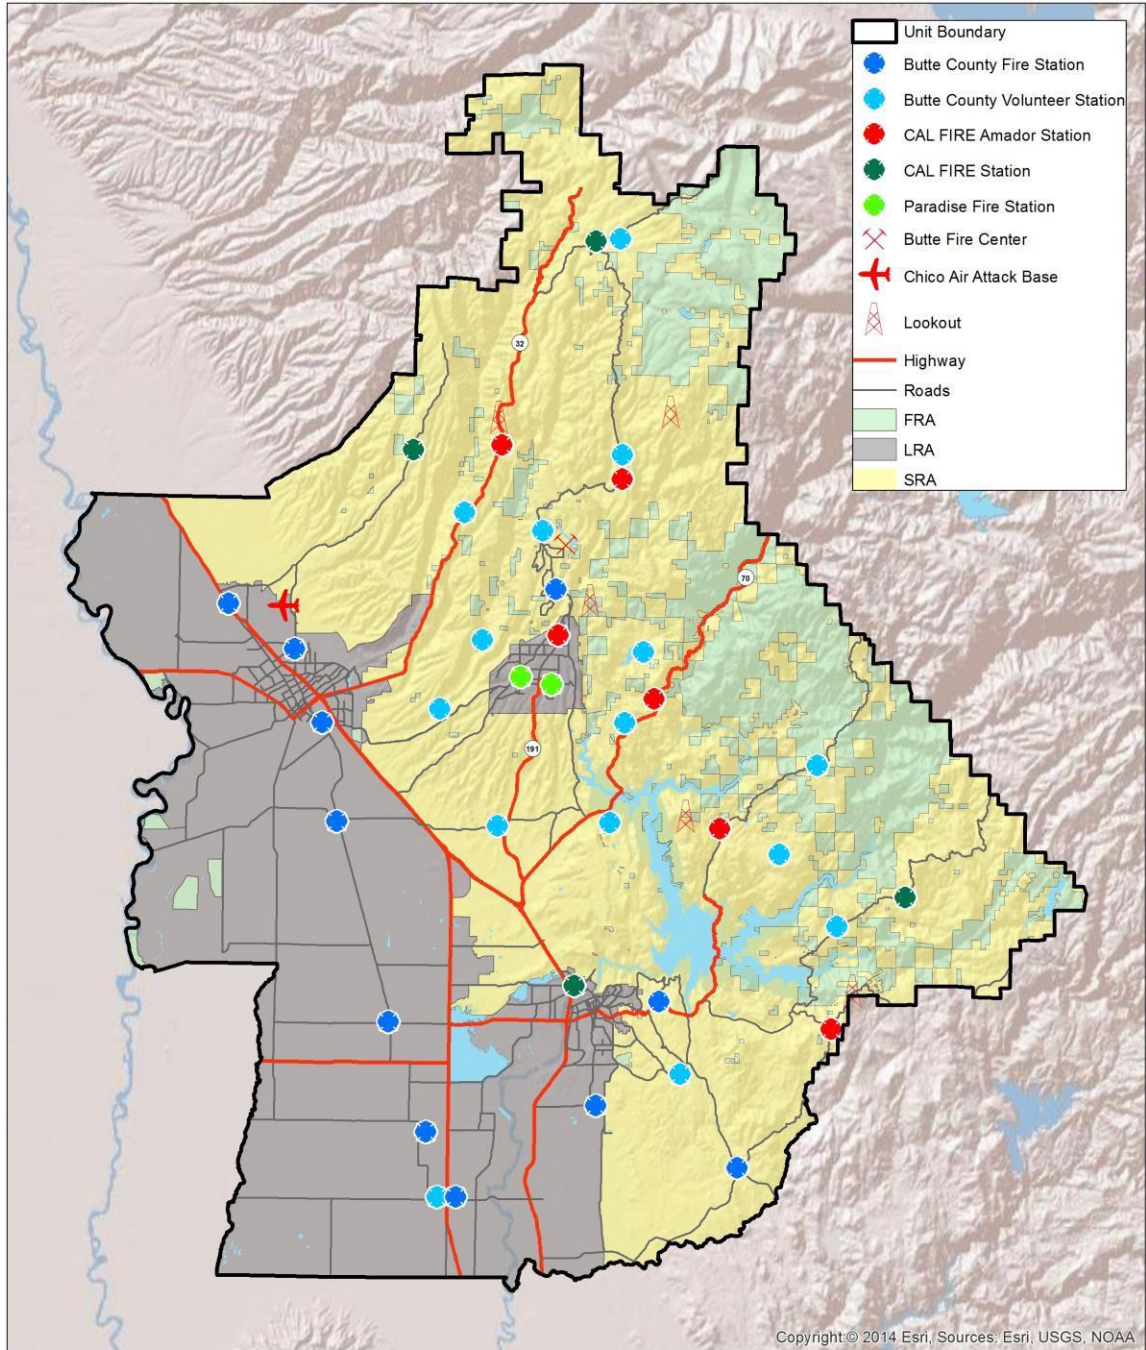 Unit Boundary
Butte County Fire Station
Butte County Volunteer Station
CAL FIRE Amador Station
CAL FIRE Station
Paradise Fire Station
Butte Fire Center
Chico Air Attack Base
Lookout
Highway
Roads
FRA
LRA
SRA
32
70
191
Copyright:© 2014 Esri, Sources: Esri, USGS, NOAA